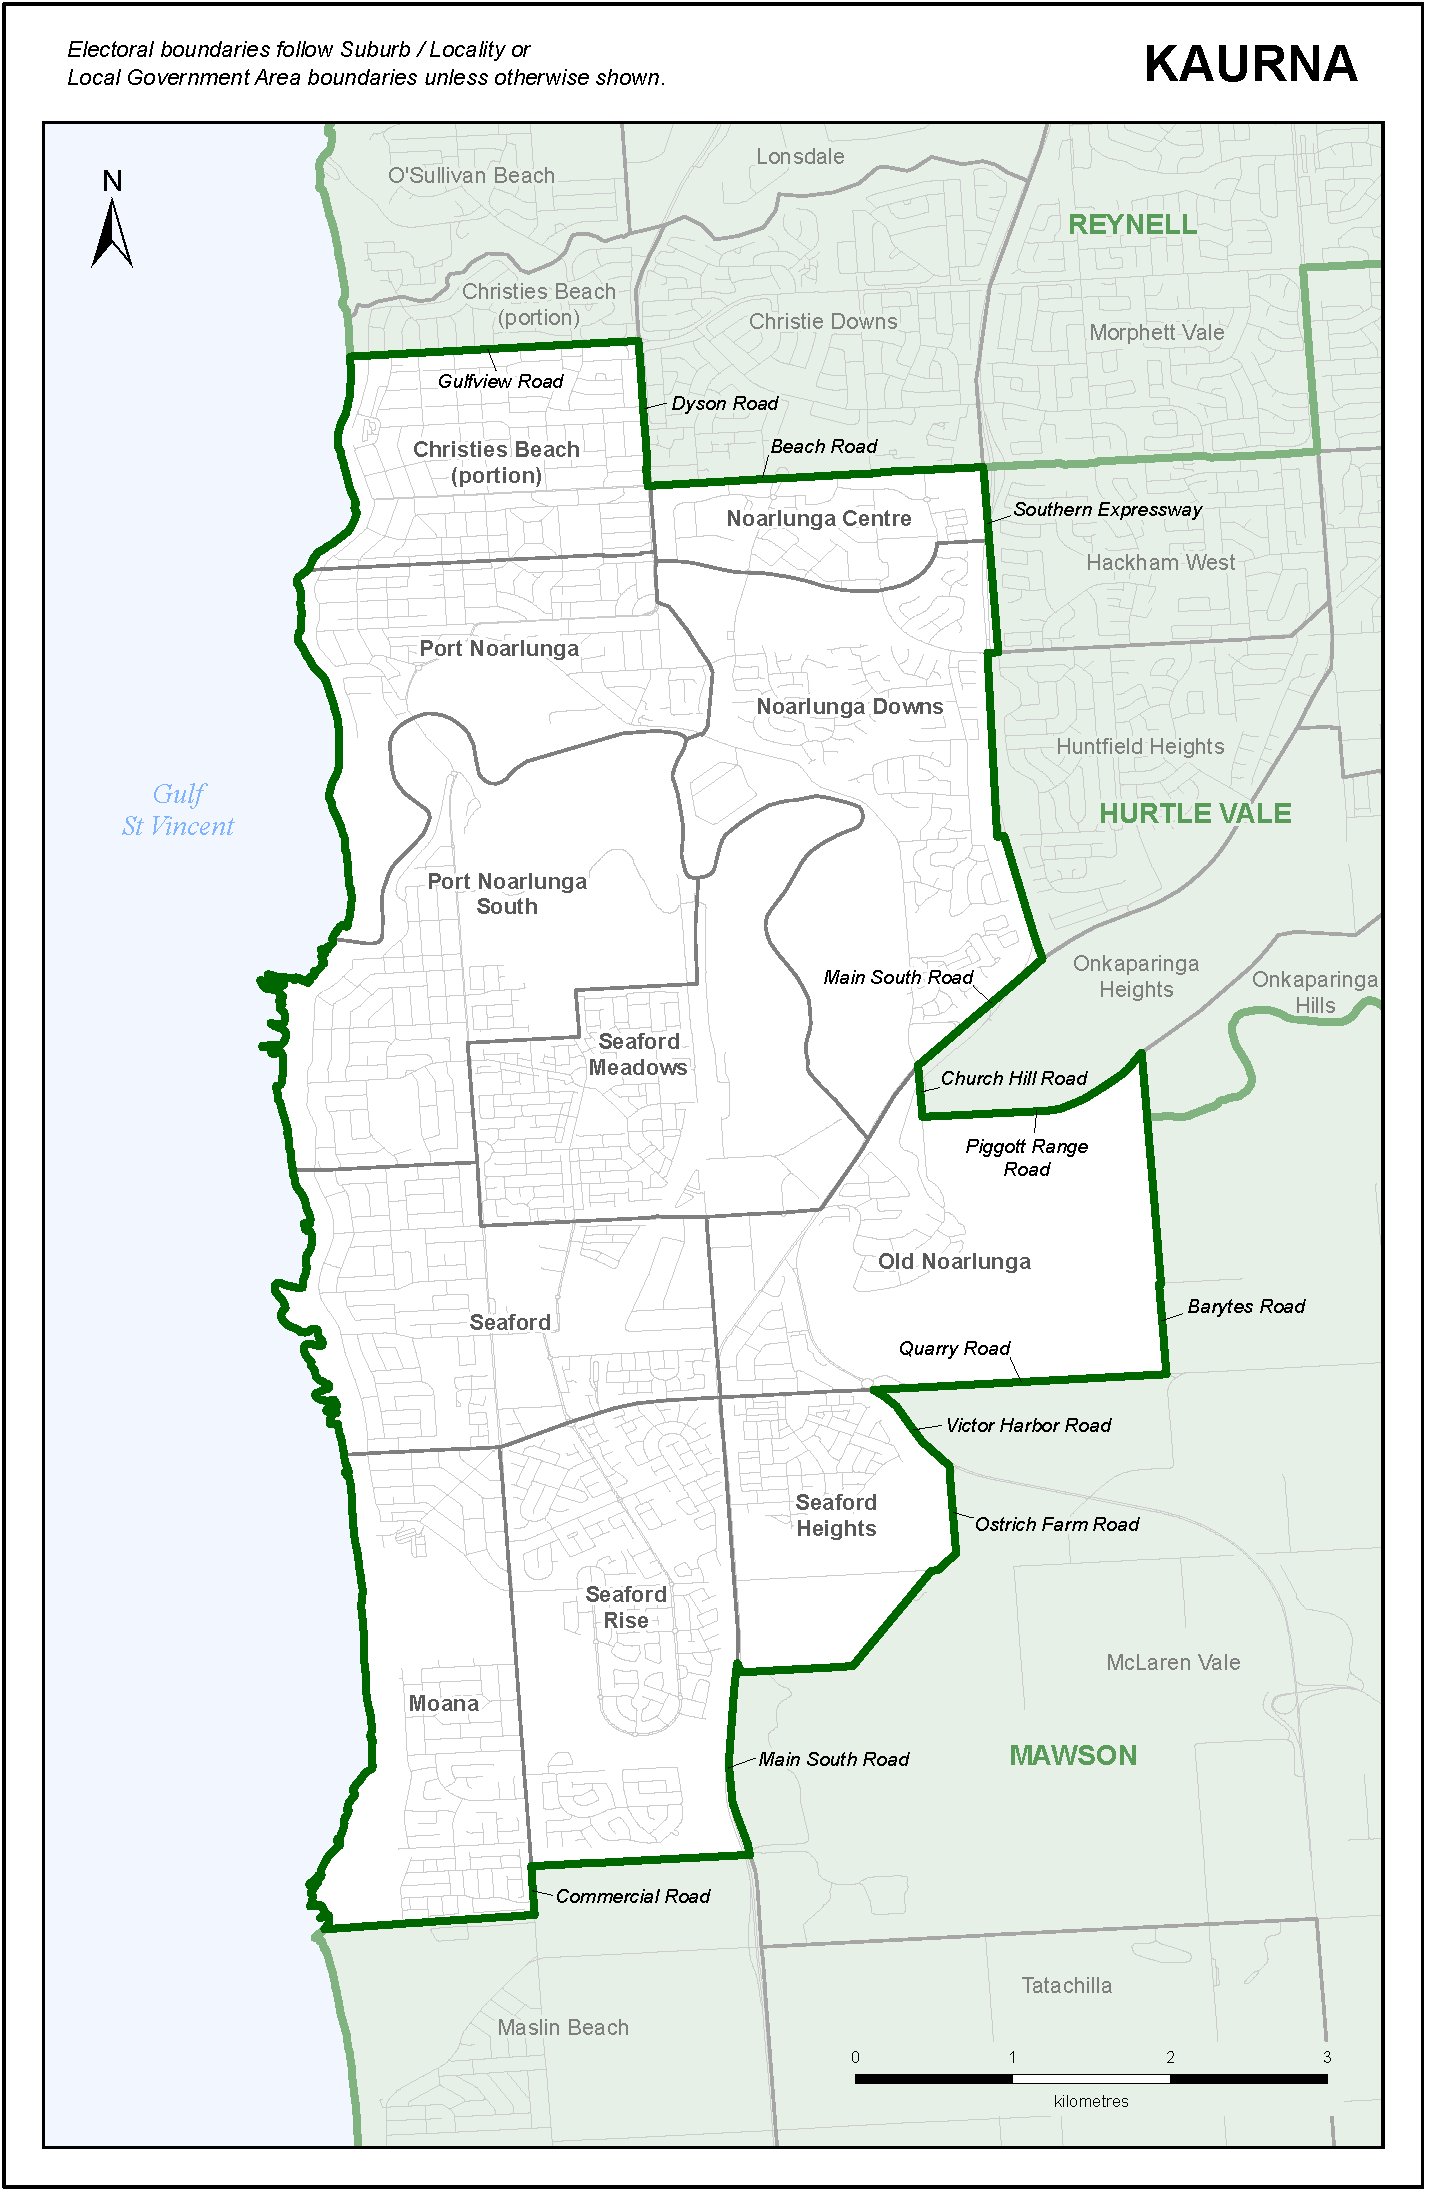 Electoral boundaries follow Suburb / Locality or
Local Government Area boundaries unless otherwise shown.
KAURNA
N
O'Sullivan Beach
Lonsdale
REYNELL
Christies Beach
(portion)
Christie Downs
Morphett Vale
Gulfview Road
Dyson Road
Beach Road
Christies Beach
(portion)
Noarlunga Centre
Southern Expressway
Hackham West
Port Noarlunga
Noarlunga Downs
Huntfield Heights
HURTLE VALE
Gulf
St Vincent
Port Noarlunga
South
Main South Road
Onkaparinga
Heights
Onkaparinga
Hills
Seaford
Meadows
Church Hill Road
Piggott Range
Road
Old Noarlunga
Barytes Road
Seaford
Quarry Road
Victor Harbor Road
Seaford
Heights
Ostrich Farm Road
Seaford
Rise
McLaren Vale
Moana
MAWSON
Main South Road
Commercial Road
Tatachilla
Maslin Beach
0 1 2 3
kilometres